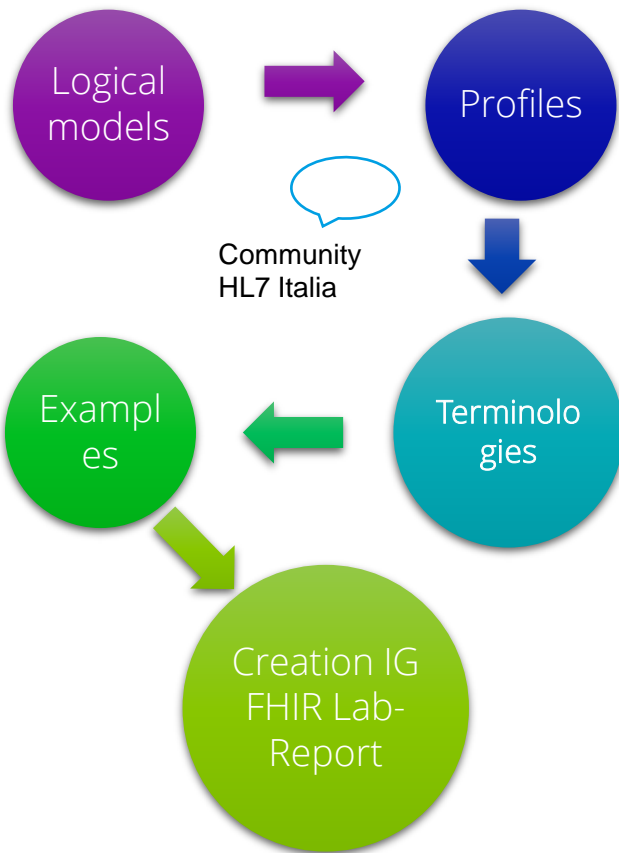 Logical
models
Profiles
Community
HL7 Italia
Terminolo
gies
Exampl
es
Creation IG
FHIR Lab-
Report